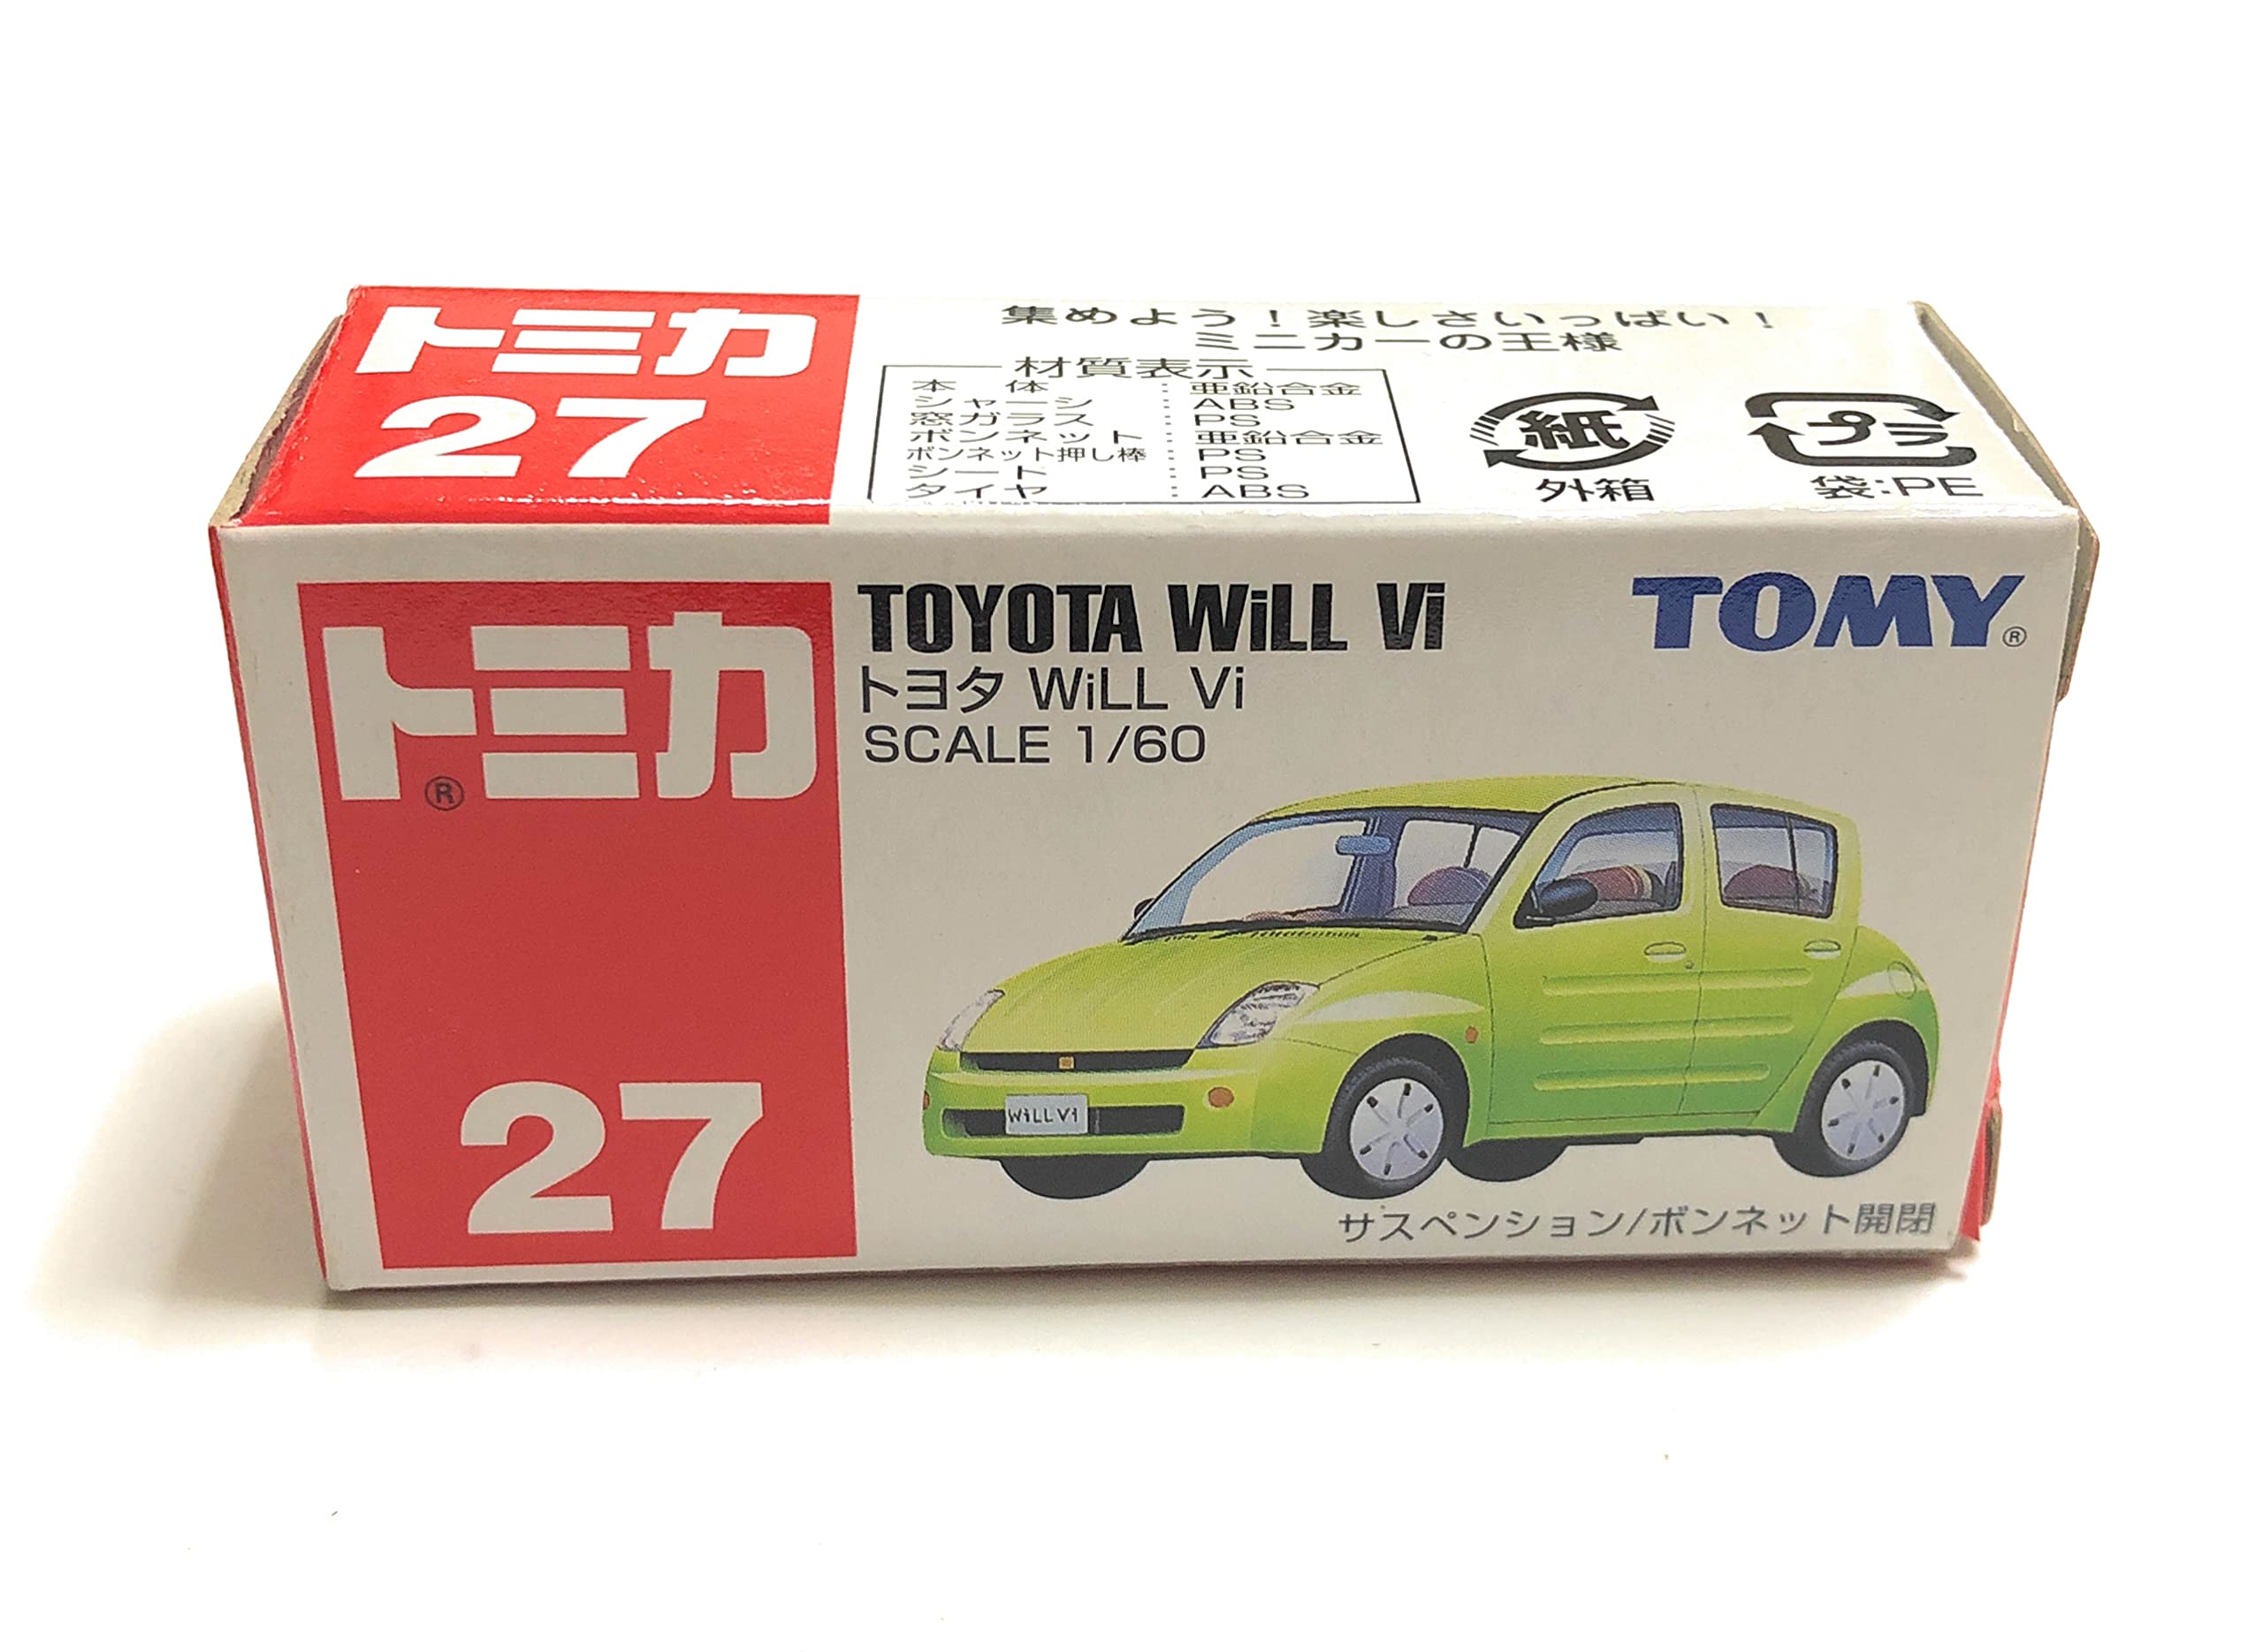 トミカ
27
集めよう！楽しさいっぱい！
ミニカーの王様
材質表示
本　体：亜鉛合金
シャーシ：ABS
窓ガラス：PS
ボンネット：亜鉛合金
ボンネット押し棒：PS
シート：PS
タイヤ：ABS
紙
外箱
プラ
袋:PE
トミカ®
27
TOYOTA WiLL Vi
トヨタ WiLL Vi
SCALE 1/60
TOMY®
WiLL Vi
サスペンション/ボンネット開閉